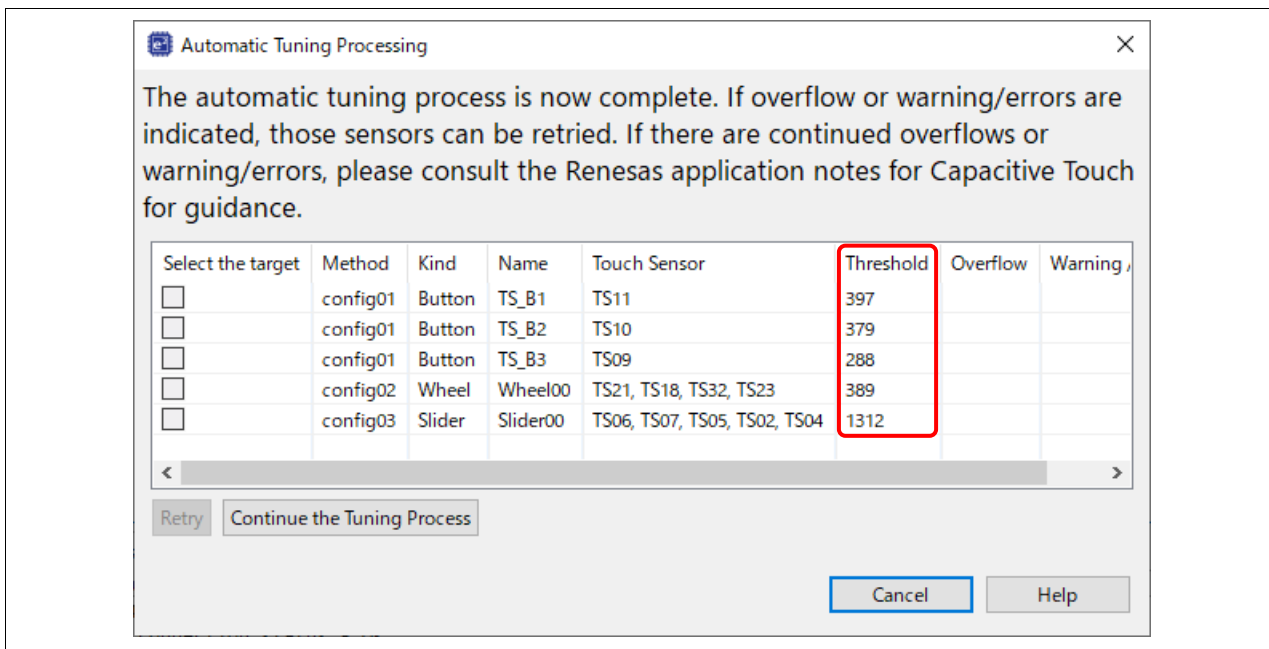 Automatic Tuning Processing
The automatic tuning process is now complete. If overflow or warning/errors are
indicated, those sensors can be retried. If there are continued overflows or
warning/errors, please consult the Renesas application notes for Capacitive Touch
for guidance.
Select the target Method Kind Name Touch Sensor Threshold Overflow Warning /
config01 Button TS_B1 TS11 397
config01 Button TS_B2 TS10 379
config01 Button TS_B3 TS09 288
config02 Wheel Wheel00 TS21, TS18, TS32, TS23 389
config03 Slider Slider00 TS06, TS07, TS05, TS02, TS04 1312
Retry Continue the Tuning Process
Cancel Help